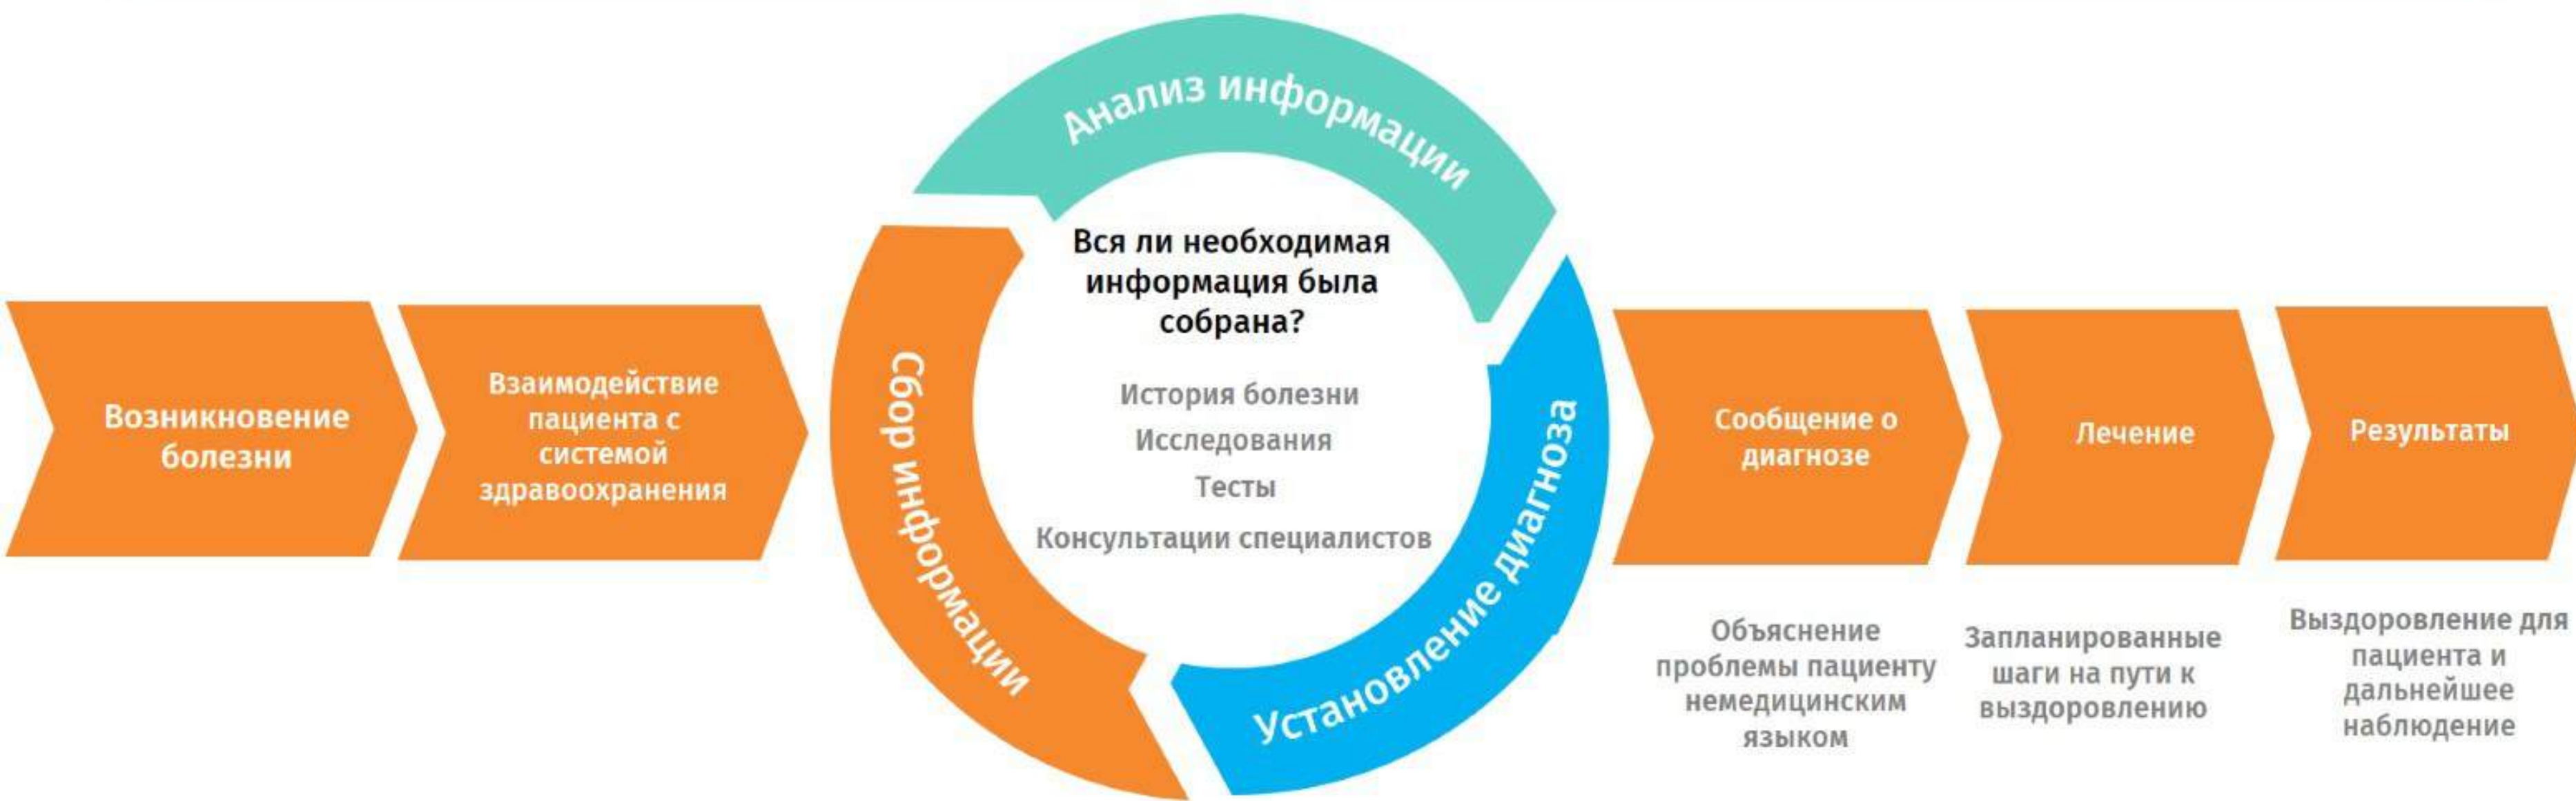 Возникновение
болезни
Взаимодействие
пациента с
системой
здравоохранения
Сбор информации
Анализ информации
Установление диагноза
Вся ли необходимая
информация была
собрана?
История болезни
Исследования
Тесты
Консультации специалистов
Сообщение о
диагнозе
Объяснение
проблемы пациенту
немедицинским
языком
Лечение
Запланированные
шаги на пути к
выздоровлению
Результаты
Выздоровление для
пациента и
дальнейшее
наблюдение